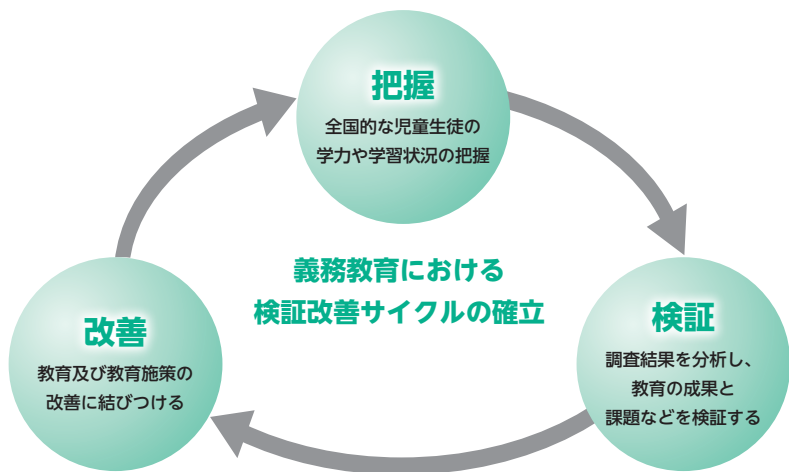 把握
全国的な児童生徒の
学力や学習状況の把握
義務教育における
検証改善サイクルの確立
検証
調査結果を分析し、
教育の成果と
課題などを検証する
改善
教育及び教育施策の
改善に結びつける